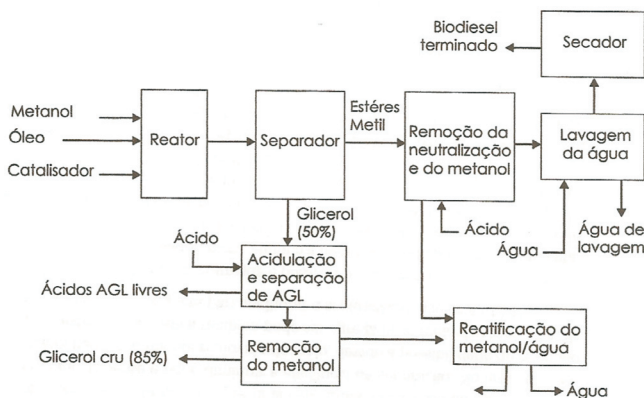 Biodiesel
terminado
Secador
Metanol
Óleo
Catalisador
Reator
Separador
Estéres
Metil
Remoção da
neutralização
e do metanol
Lavagem
da água
Glicerol
(50%)
Ácido
Água
Água de
lavagem
Ácido
Acidulação
e separação
de AGL
Ácidos AGL livres
Remoção
do metanol
Glicerol cru (85%)
Reatificação do
metanol/água
Água